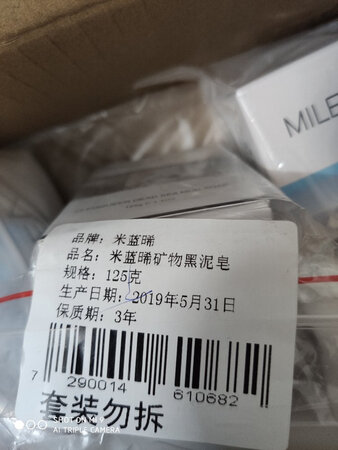 MILE
品牌：米蓝晞
品名：米蓝晞矿物黑泥皂
规格：125克
生产日期：2019年5月31日
保质期：3年
7 290014 610682
套装勿拆
AI TRIPLE CAMERA